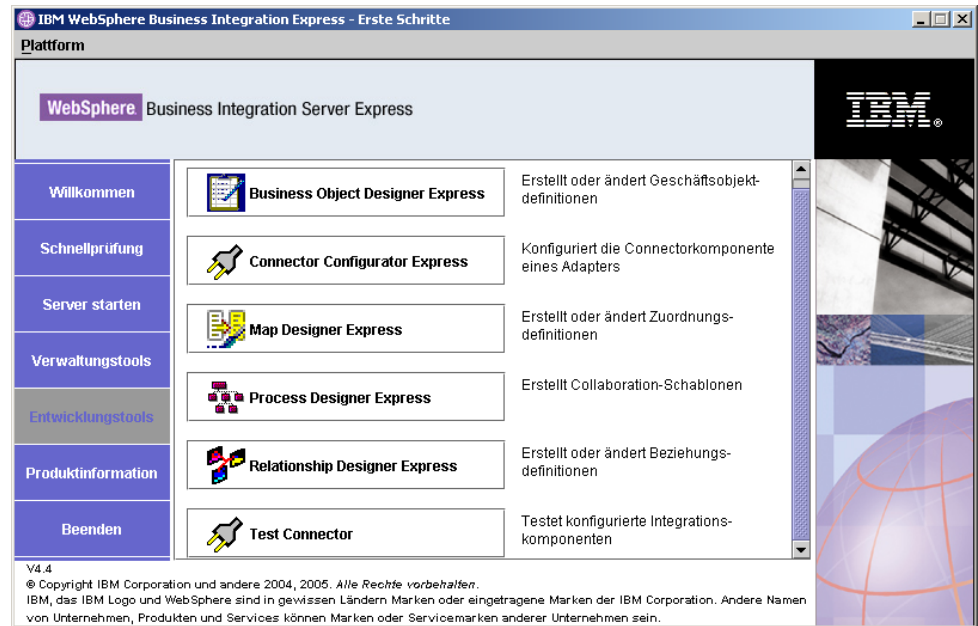 IBM WebSphere Business Integration Express - Erste Schritte
Plattform
WebSphere. Business Integration Server Express
IBM®
Willkommen
Schnellprüfung
Server starten
Verwaltungstools
Entwicklungstools
Produktinformation
Beenden
Business Object Designer Express
Erstellt oder ändert Geschäftsobjekt-
definitionen
Connector Configurator Express
Konfiguriert die Connectorkomponente
eines Adapters
Map Designer Express
Erstellt oder ändert Zuordnungs-
definitionen
Process Designer Express
Erstellt Collaboration-Schablonen
Relationship Designer Express
Erstellt oder ändert Beziehungs-
definitionen
Test Connector
Testet konfigurierte Integrations-
komponenten
V4.4
© Copyright IBM Corporation und andere 2004, 2005. Alle Rechte vorbehalten.
IBM, das IBM Logo und WebSphere sind in gewissen Ländern Marken oder eingetragene Marken der IBM Corporation. Andere Namen
von Unternehmen, Produkten und Services können Marken oder Servicemarken anderer Unternehmen sein.